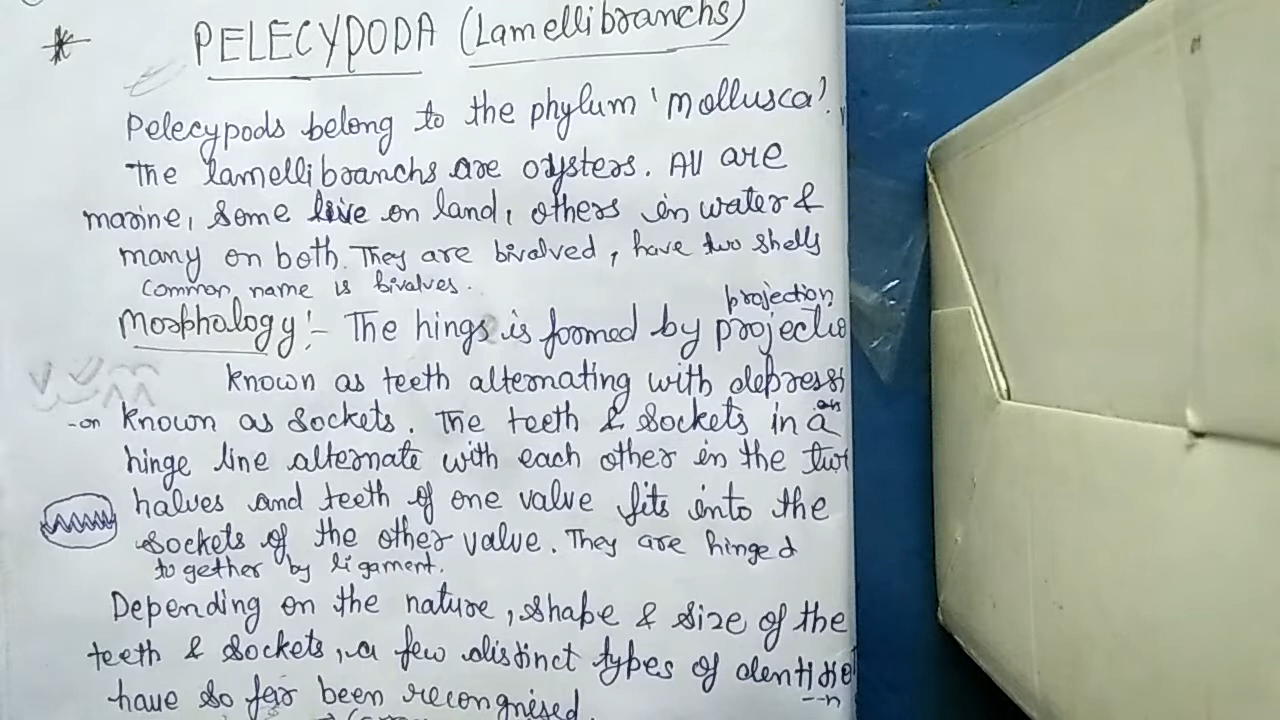 PELECYPODA (Lamellibranchs)
Pelecypods belong to the phylum 'Mollusca'.
The lamellibranchs are oysters. All are
marine, Some live on land, others in water &
many on both. They are bivalved, have two shells
Common name is bivalves.
projection
Morphology:- The hings is formed by projectio
known as teeth alternating with depressi
-on known as sockets. The teeth & sockets in a
on
hinge line alternate with each other in the two
halves and teeth of one valve fits into the
sockets of the other valve. They are hinged
together by ligament.
Depending on the nature, shape & size of the
teeth & sockets, a few distinct types of dentitio
--n
have so far been recongnised.